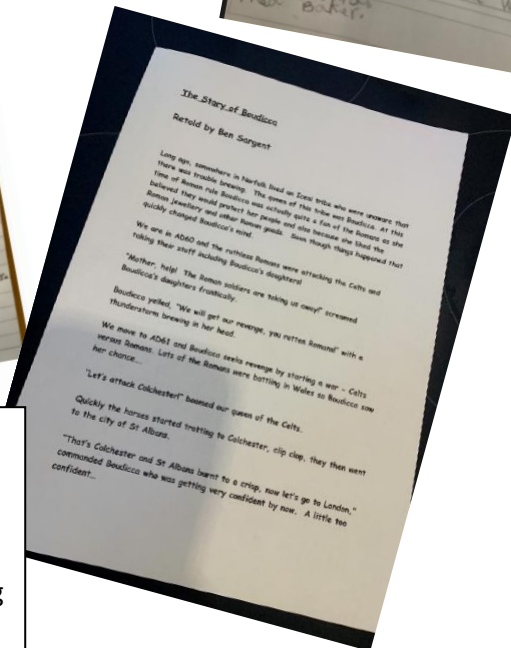 Baker.
The Story of Boudicca
Retold by Ben Sargent
Long ago, somewhere in Norfolk lived an Iceni tribe who were unaware that
there was trouble brewing. The queen of this tribe was Boudicca. At this
time of Roman rule Boudicca was actually quite a fan of the Romans as she
believed they would protect her people and also because she liked the
Roman jewellery and other Roman goods. Soon though things happened that
quickly changed Boudicca's mind.
We are in AD60 and the ruthless Romans were attacking the Celts and
taking their stuff including Boudicca's daughters!
"Mother, help! The Roman soldiers are taking us away!" screamed
Boudicca's daughters frantically.
Boudicca yelled, "We will get our revenge, you rotten Romans!" with a
thunderstorm brewing in her head.
We move to AD61 and Boudicca seeks revenge by starting a war – Celts
versus Romans. Lots of the Romans were battling in Wales so Boudicca saw
her chance...
"Let's attack Colchester!" boomed our queen of the Celts.
Quickly the horses started trotting to Colchester, clip clop, they then went
to the city of St Albans.
"That's Colchester and St Albans burnt to a crisp, now let's go to London,"
commanded Boudicca who was getting very confident by now. A little too
confident...